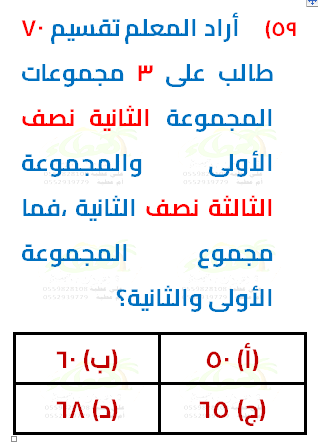 ٥٩) أراد المعلم تقسيم ٧٠
طالب على ٣ مجموعات
المجموعة الثانية نصف
الأولى والمجموعة
الثالثة نصف الثانية ،فما
مجموع المجموعة
الأولى والثانية؟
(أ) ٥٠ (ب) ٦٠
(ج) ٦٥ (د) ٦٨